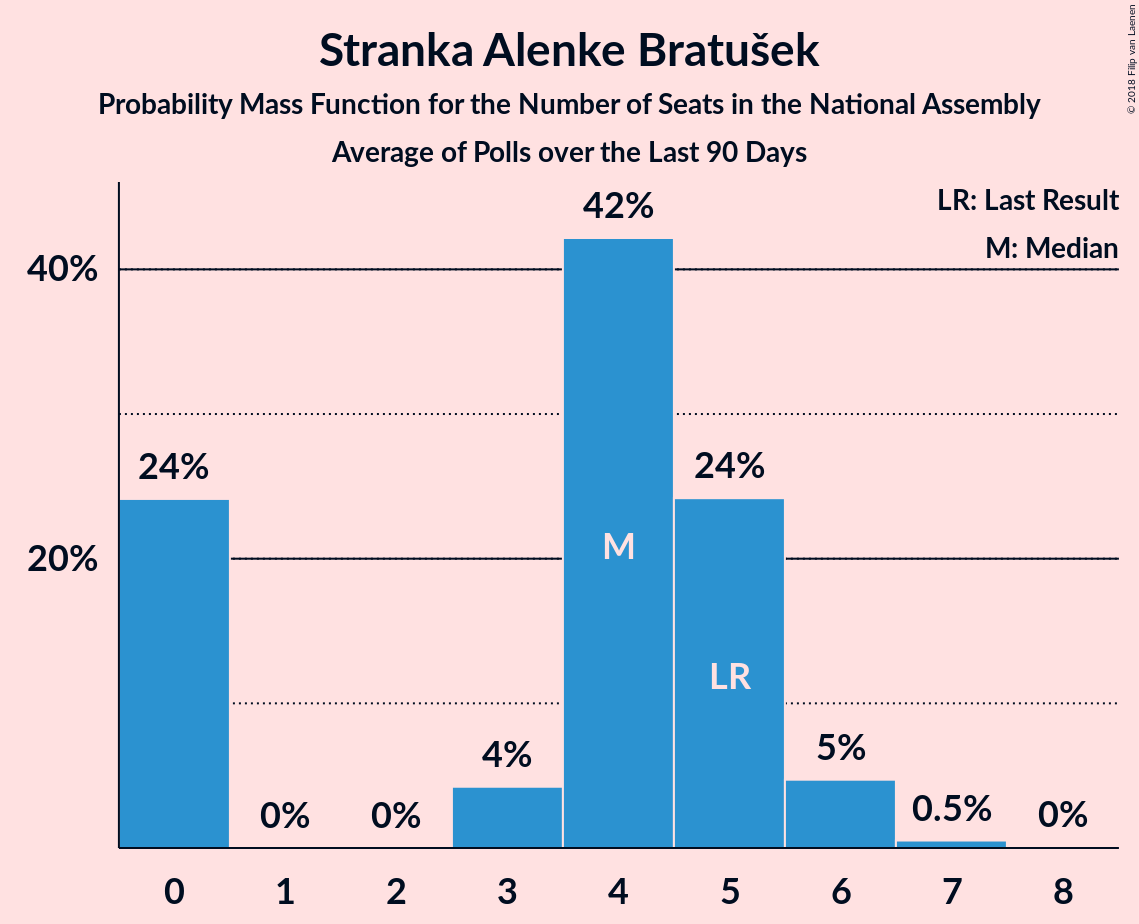 Stranka Alenke Bratušek
Probability Mass Function for the Number of Seats in the National Assembly
Average of Polls over the Last 90 Days
© 2018 Filip van Laenen
LR: Last Result
M: Median
40%
20%
24%
0%
0%
4%
42%
M
24%
LR
5%
0.5%
0%
0 1 2 3 4 5 6 7 8